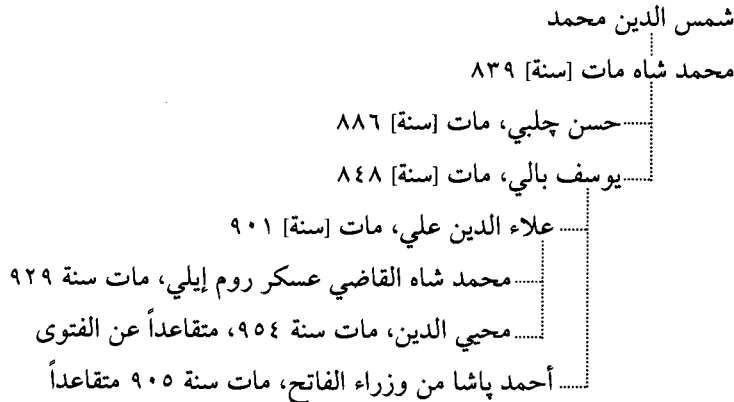 شمس الدين محمد
محمد شاه مات [سنة] ٨٣٩
حسن چلبي، مات [سنة] ٨٨٦
يوسف بالي، مات [سنة] ٨٤٨
علاء الدين علي، مات [سنة] ٩٠١
محمد شاه القاضي عسكر روم إيلي، مات سنة ٩٢٩
محيي الدين، مات سنة ٩٥٤، متقاعداً عن الفتوى
أحمد پاشا من وزراء الفاتح، مات سنة ٩٠٥ متقاعداً